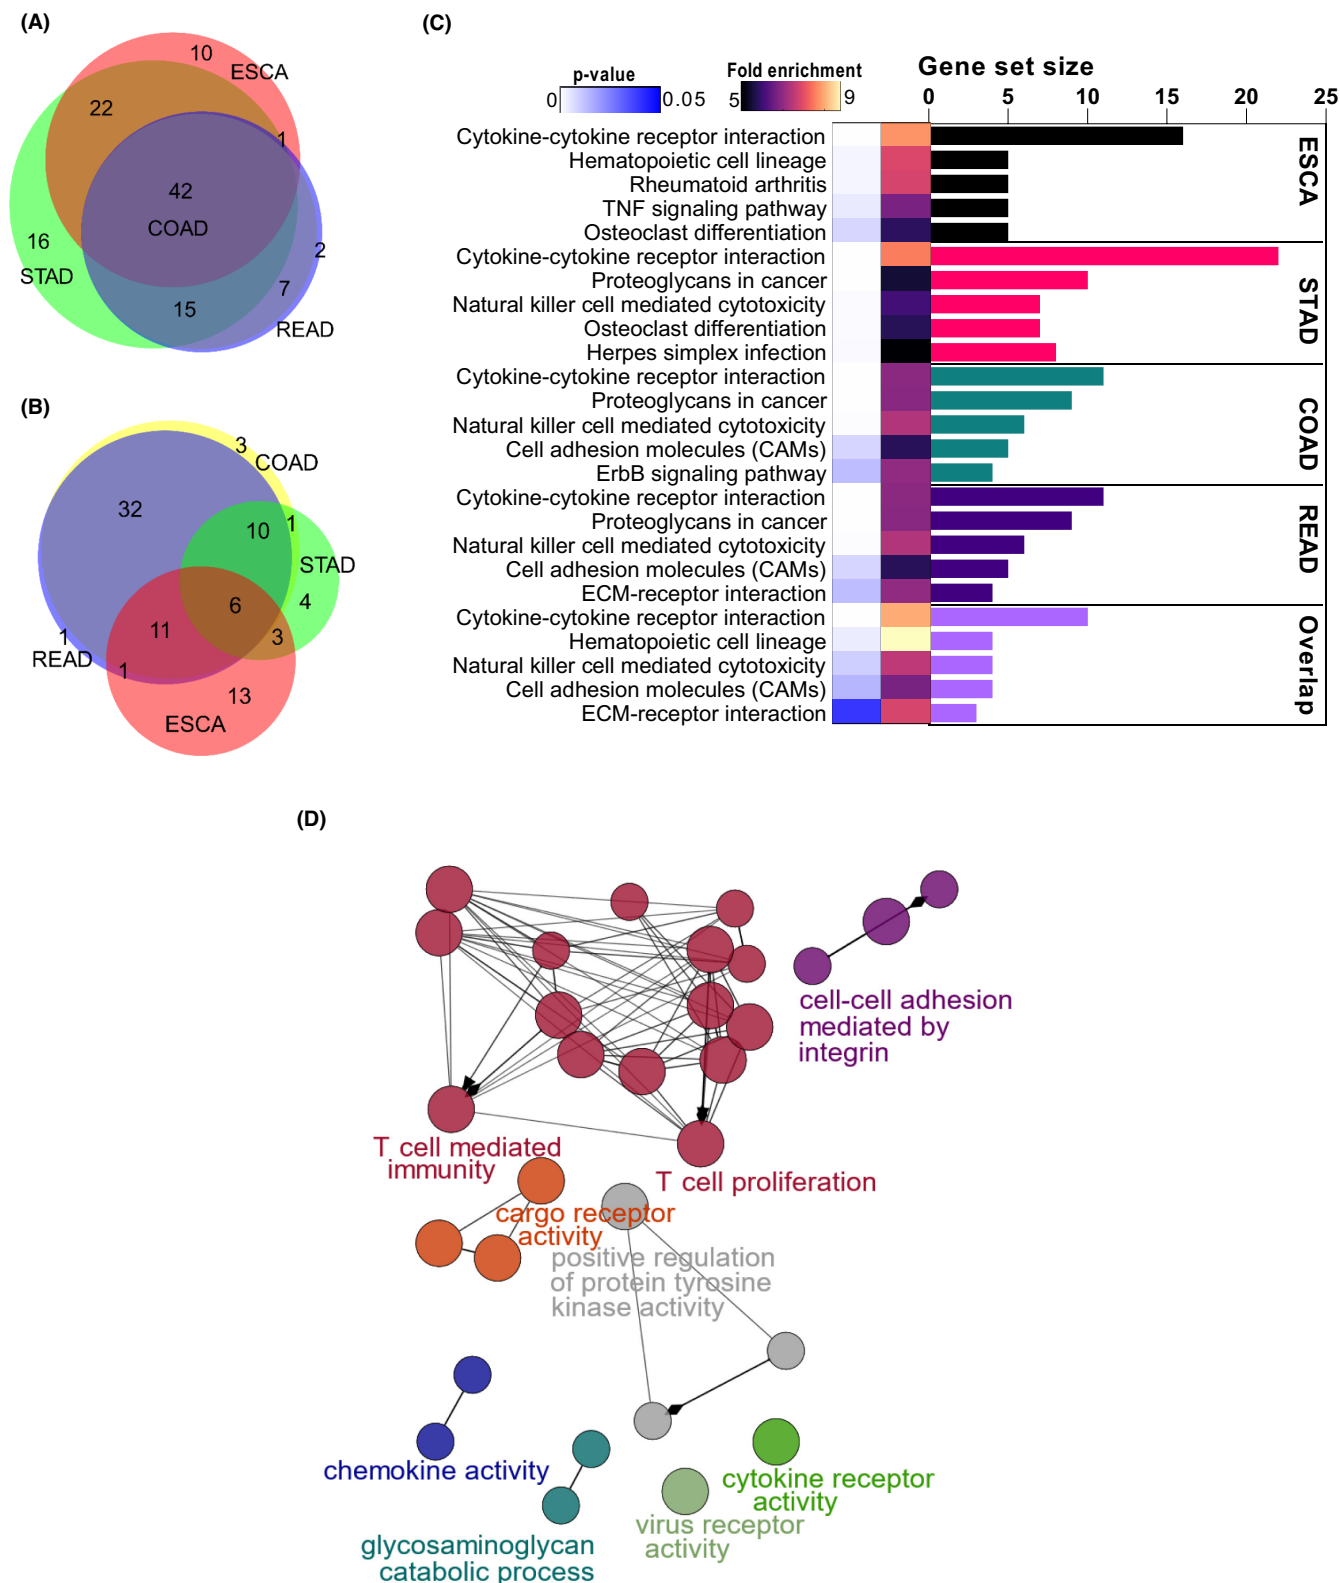 (A)
10
ESCA
22
1
42
COAD
16
STAD
2
7
15
READ
(B)
3
COAD
32
10
1
STAD
6
4
11
3
1
READ
1
13
ESCA
(C)
p-value
0
0.05
Fold enrichment
5
9
Gene set size
0 5 10 15 20 25
Cytokine-cytokine receptor interaction
Hematopoietic cell lineage
Rheumatoid arthritis
TNF signaling pathway
Osteoclast differentiation
ESCA
Cytokine-cytokine receptor interaction
Proteoglycans in cancer
Natural killer cell mediated cytotoxicity
Osteoclast differentiation
Herpes simplex infection
STAD
Cytokine-cytokine receptor interaction
Proteoglycans in cancer
Natural killer cell mediated cytotoxicity
Cell adhesion molecules (CAMs)
ErbB signaling pathway
COAD
Cytokine-cytokine receptor interaction
Proteoglycans in cancer
Natural killer cell mediated cytotoxicity
Cell adhesion molecules (CAMs)
ECM-receptor interaction
READ
Cytokine-cytokine receptor interaction
Hematopoietic cell lineage
Natural killer cell mediated cytotoxicity
Cell adhesion molecules (CAMs)
ECM-receptor interaction
Overlap
(D)
cell-cell adhesion
mediated by
integrin
T cell mediated
immunity
T cell proliferation
cargo receptor
activity
positive regulation
of protein tyrosine
kinase activity
chemokine activity
cytokine receptor
activity
virus receptor
activity
glycosaminoglycan
catabolic process